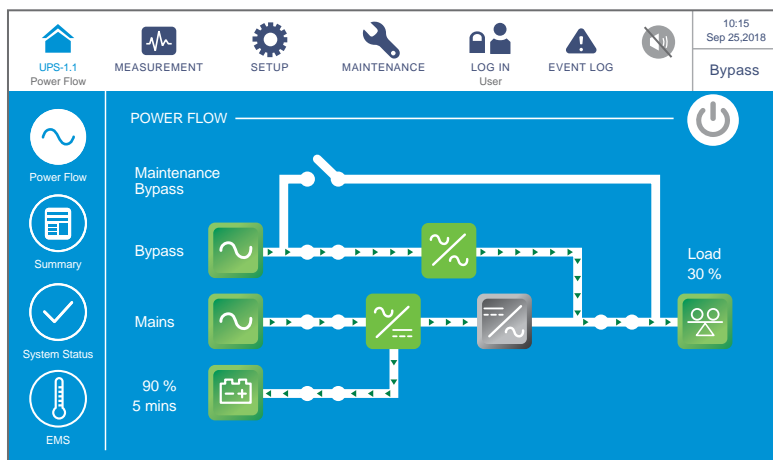 10:15
Sep 25,2018
UPS-1.1
Power Flow
MEASUREMENT
SETUP
MAINTENANCE
LOG IN
User
EVENT LOG
Bypass
POWER FLOW
Power Flow
Maintenance
Bypass
Summary
Bypass
Load
30 %
Mains
System Status
90 %
5 mins
EMS